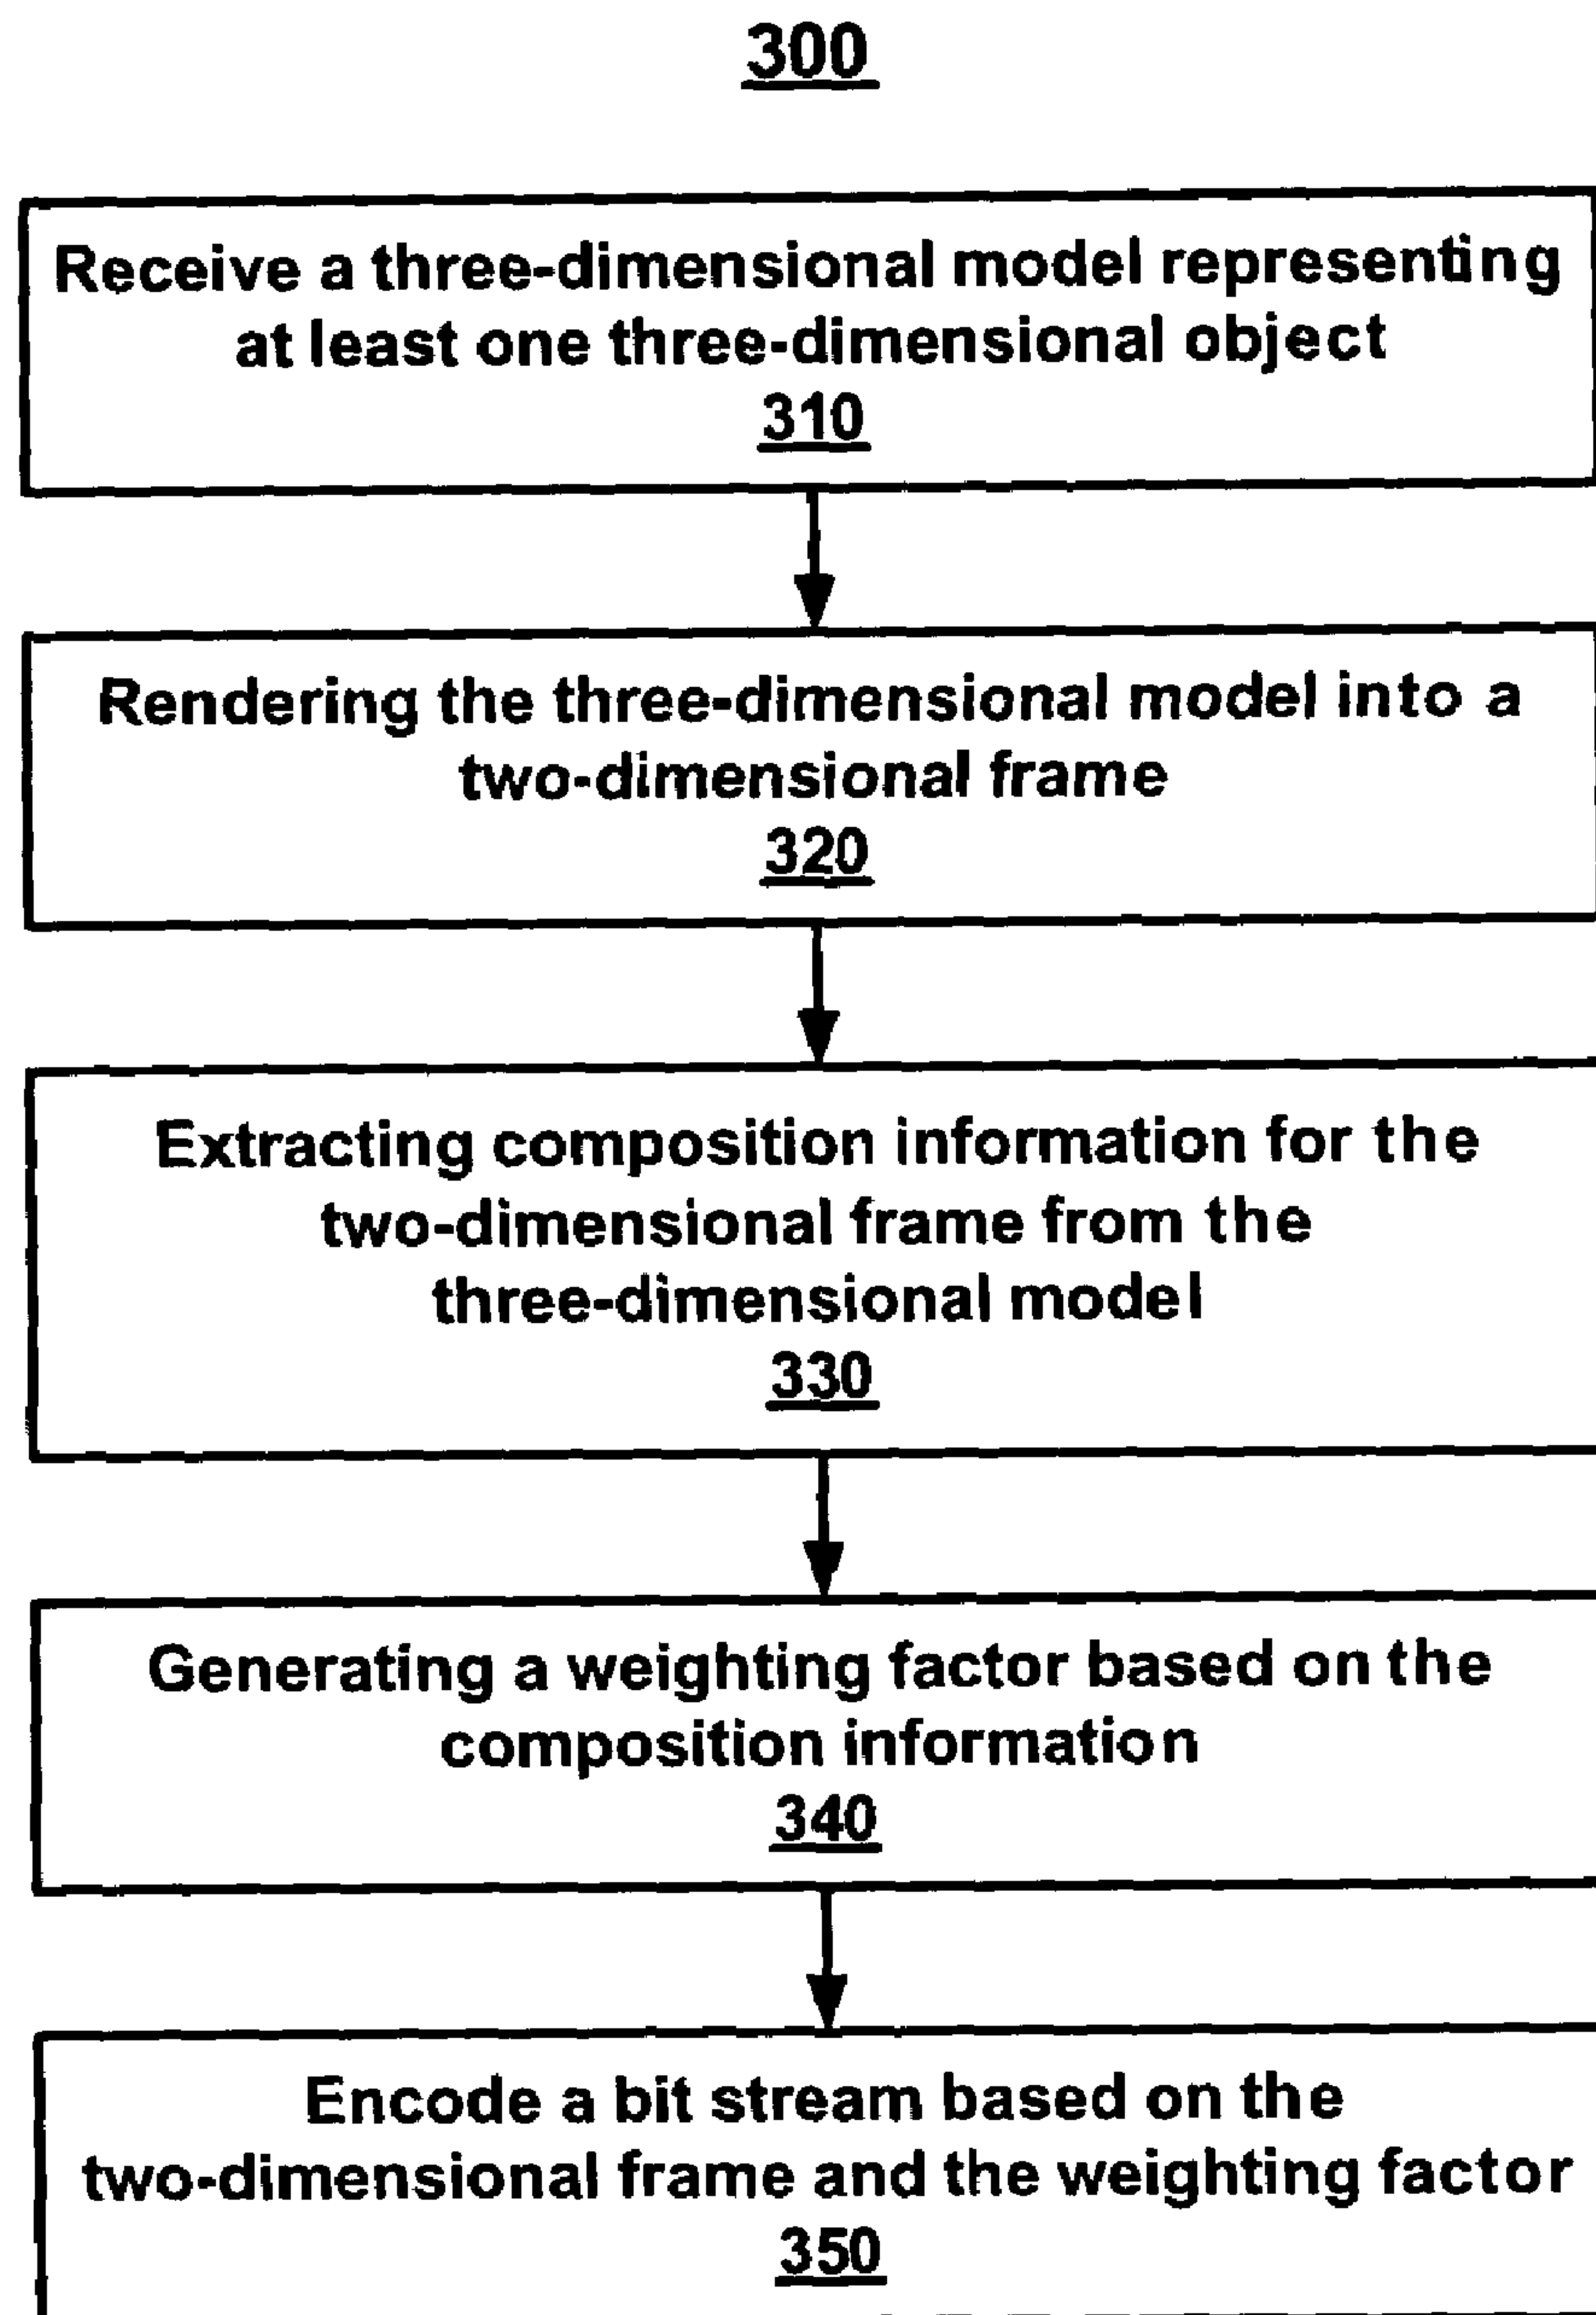 300
Receive a three-dimensional model representing
at least one three-dimensional object
310
Rendering the three-dimensional model into a
two-dimensional frame
320
Extracting composition information for the
two-dimensional frame from the
three-dimensional model
330
Generating a weighting factor based on the
composition information
340
Encode a bit stream based on the
two-dimensional frame and the weighting factor
350